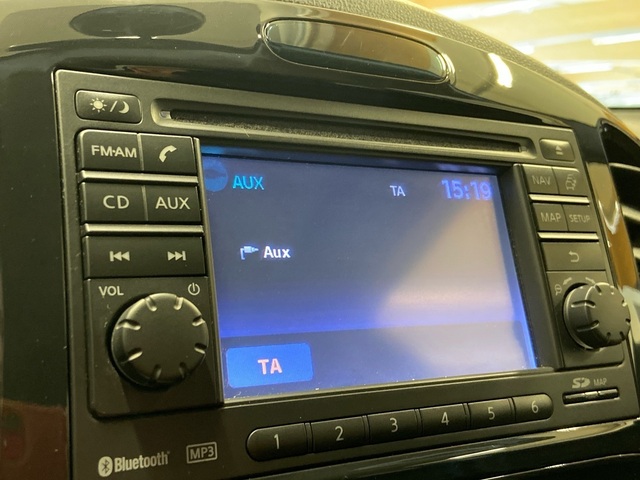 FM·AM
CD AUX
VOL
AUX TA 15:19
Aux
TA
NAV
MAP SETUP
SD MAP
1 2 3 4 5 6
Bluetooth MP3